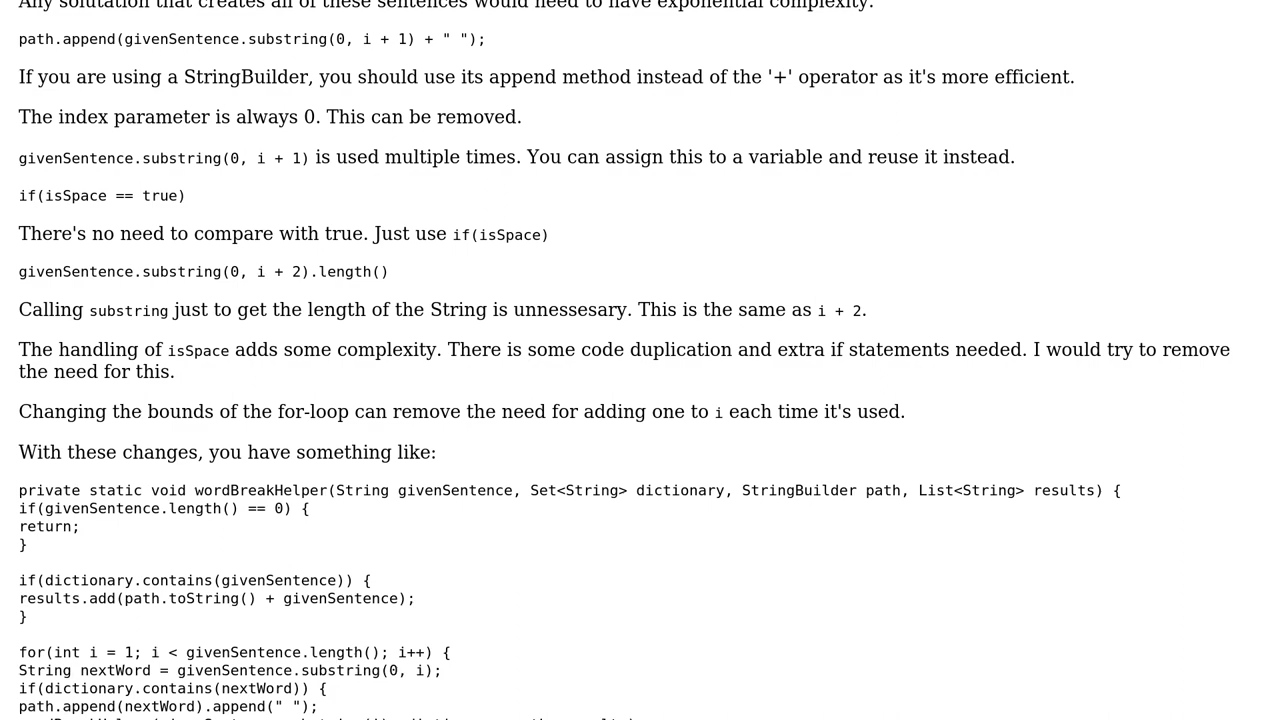 Any solutation that creates all of these sentences would need to have exponential complexity.
path.append(givenSentence.substring(0, i + 1) + " ");
If you are using a StringBuilder, you should use its append method instead of the '+' operator as it's more efficient.
The index parameter is always 0. This can be removed.
givenSentence.substring(0, i + 1) is used multiple times. You can assign this to a variable and reuse it instead.
if(isSpace == true)
There's no need to compare with true. Just use if(isSpace)
givenSentence.substring(0, i + 2).length()
Calling substring just to get the length of the String is unnessesary. This is the same as i + 2.
The handling of isSpace adds some complexity. There is some code duplication and extra if statements needed. I would try to remove
the need for this.
Changing the bounds of the for-loop can remove the need for adding one to i each time it's used.
With these changes, you have something like:
private static void wordBreakHelper(String givenSentence, Set<String> dictionary, StringBuilder path, List<String> results) {
if(givenSentence.length() == 0) {
return;
}
if(dictionary.contains(givenSentence)) {
results.add(path.toString() + givenSentence);
}
for(int i = 1; i < givenSentence.length(); i++) {
String nextWord = givenSentence.substring(0, i);
if(dictionary.contains(nextWord)) {
path.append(nextWord).append(" ");